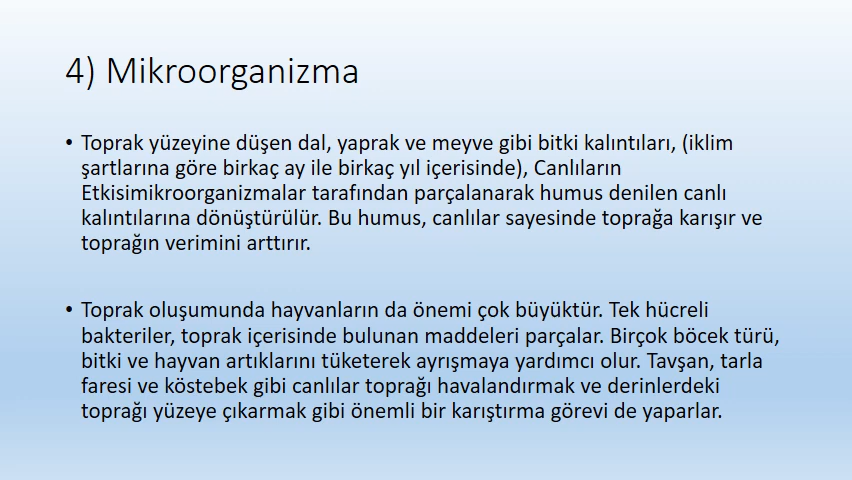 4) Mikroorganizma
• Toprak yüzeyine düşen dal, yaprak ve meyve gibi bitki kalıntıları, (iklim
şartlarına göre birkaç ay ile birkaç yıl içerisinde), Canlıların
Etkisimikroorganizmalar tarafından parçalanarak humus denilen canlı
kalıntılarına dönüştürülür. Bu humus, canlılar sayesinde toprağa karışır ve
toprağın verimini arttırır.
• Toprak oluşumunda hayvanların da önemi çok büyüktür. Tek hücreli
bakteriler, toprak içerisinde bulunan maddeleri parçalar. Birçok böcek türü,
bitki ve hayvan artıklarını tüketerek ayrışmaya yardımcı olur. Tavşan, tarla
faresi ve köstebek gibi canlılar toprağı havalandırmak ve derinlerdeki
toprağı yüzeye çıkarmak gibi önemli bir karıştırma görevi de yaparlar.